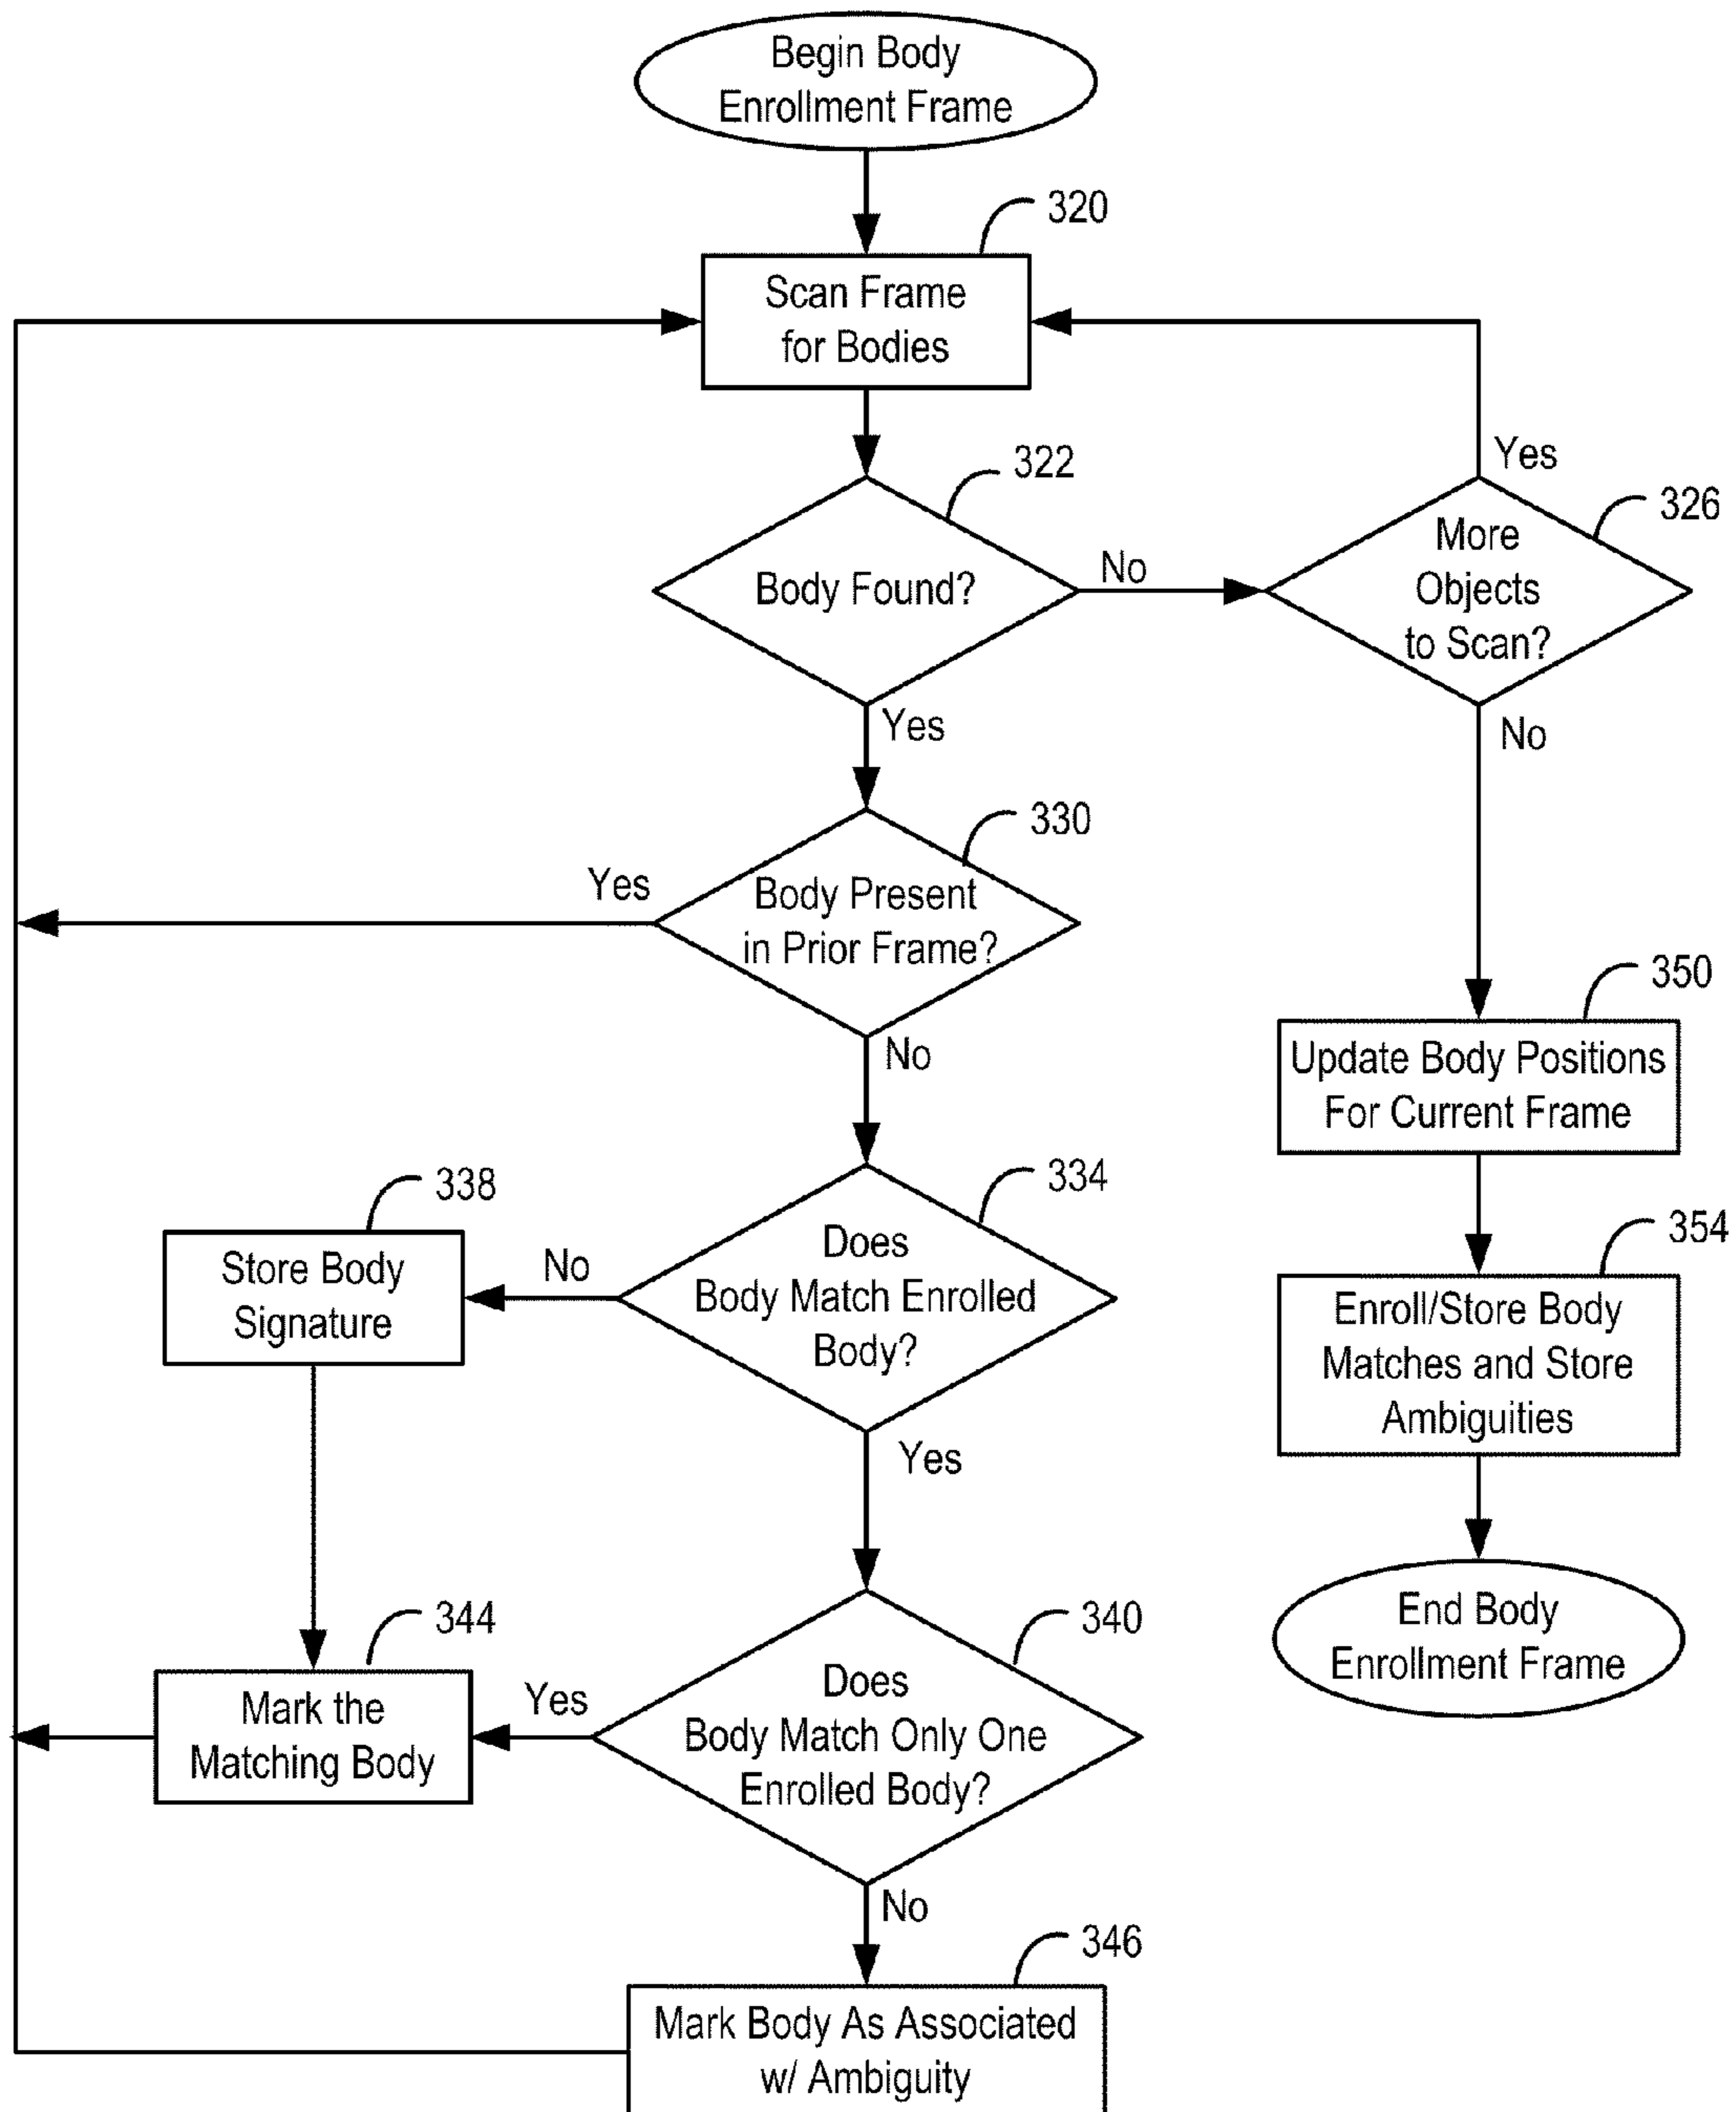 Begin Body
Enrollment Frame
320
Scan Frame
for Bodies
322
Body Found?
No
Yes
326
More
Objects
to Scan?
Yes
No
330
Body Present
in Prior Frame?
Yes
No
350
Update Body Positions
For Current Frame
334
Does
Body Match Enrolled
Body?
No
Yes
338
Store Body
Signature
354
Enroll/Store Body
Matches and Store
Ambiguities
340
Does
Body Match Only One
Enrolled Body?
Yes
No
344
Mark the
Matching Body
End Body
Enrollment Frame
346
Mark Body As Associated
w/ Ambiguity